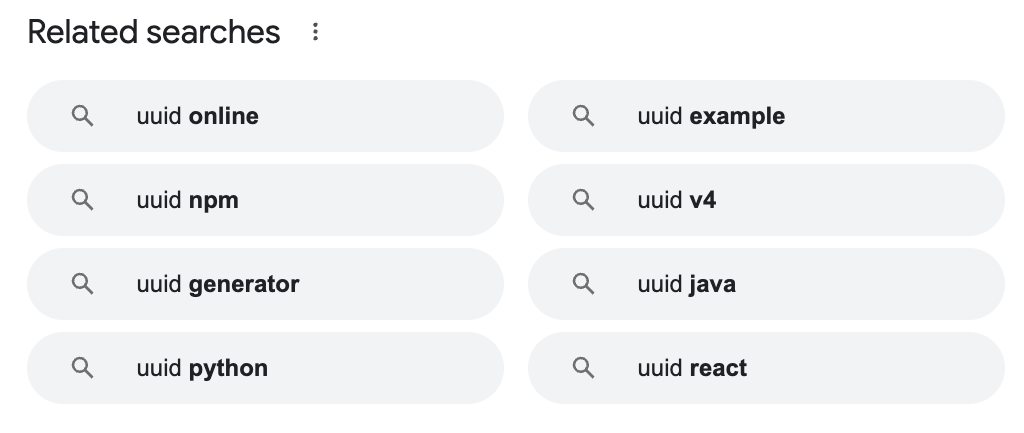 Related searches
uuid online
uuid example
uuid npm
uuid v4
uuid generator
uuid java
uuid python
uuid react